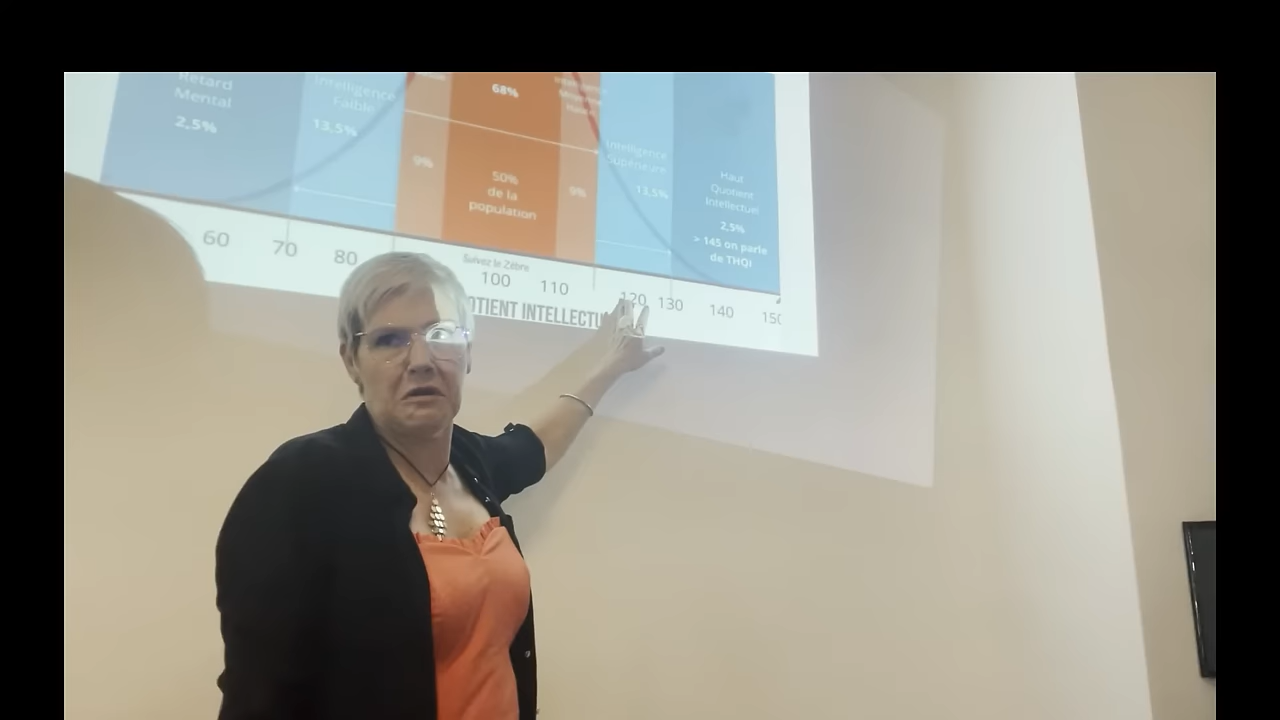 Retard
Mental
2,5%
Intelligence
Faible
13,5%
9%
68%
50%
de la
population
9%
Intelligence
Supérieure
13,5%
Haut
Quotient
Intellectuel
2,5%
> 145 on parle
de THQI
60 70 80 100 110 120 130 140 150
Suivez le Zèbre